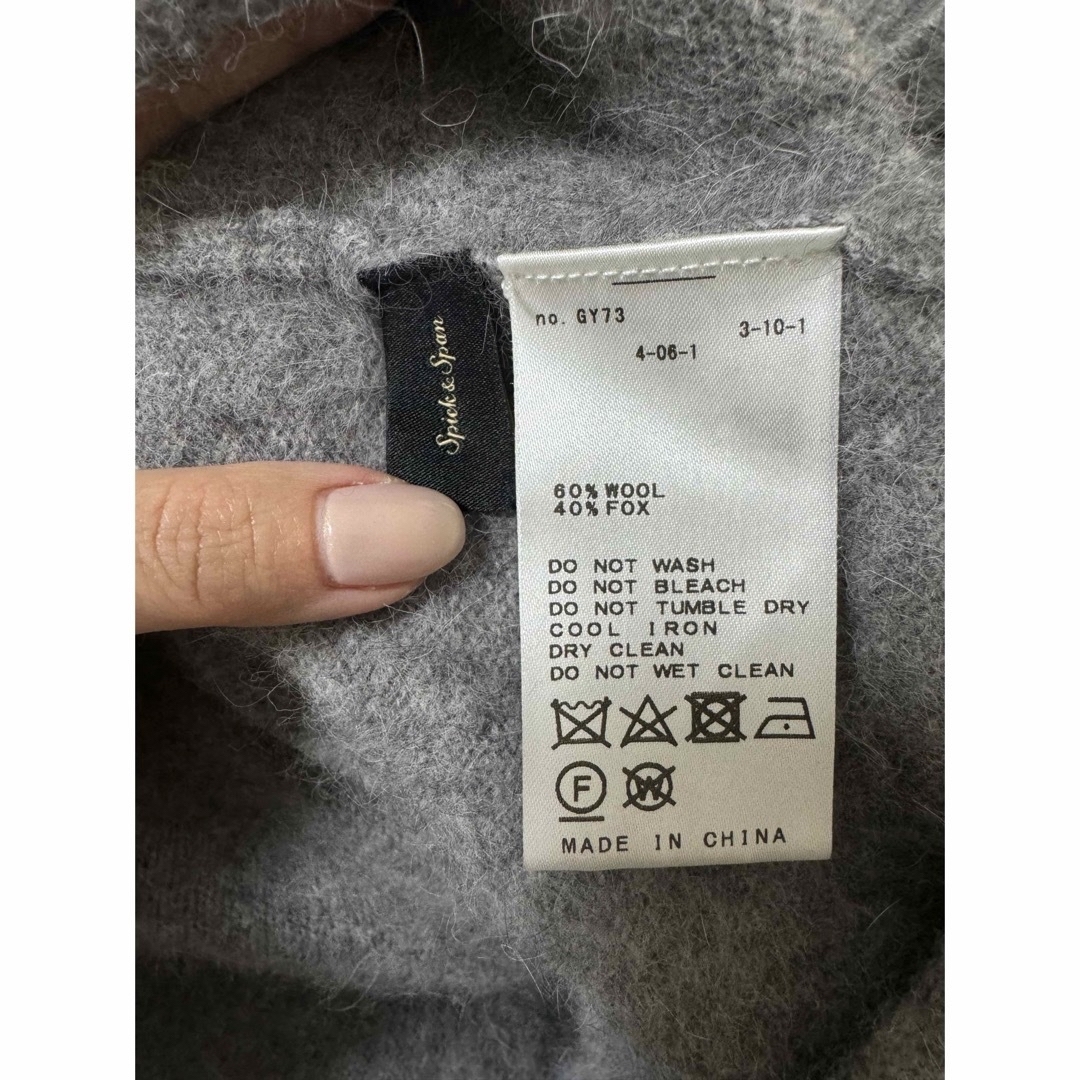 Spick & Span
no. GY73
3-10-1
4-06-1
60% WOOL
40% FOX
DO NOT WASH
DO NOT BLEACH
DO NOT TUMBLE DRY
COOL IRON
DRY CLEAN
DO NOT WET CLEAN
F W
MADE IN CHINA